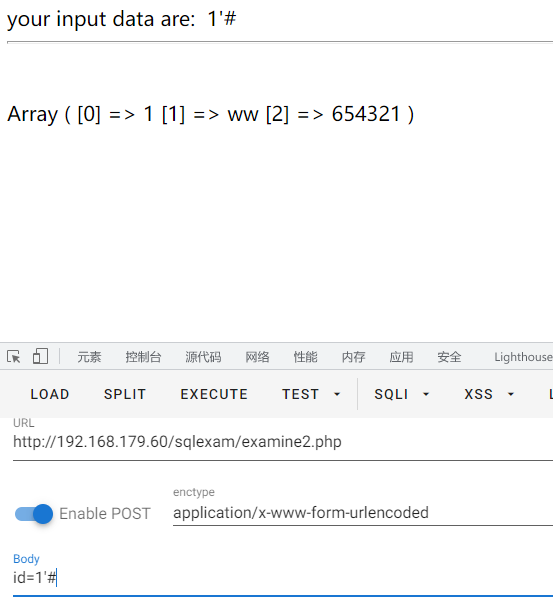 your input data are: 1'#
Array ( [0] => 1 [1] => ww [2] => 654321 )
元素 控制台 源代码 网络 性能 内存 应用 安全 Lighthouse
LOAD SPLIT EXECUTE TEST SQLI XSS
URL
http://192.168.179.60/sqlexam/examine2.php
enctype
Enable POST application/x-www-form-urlencoded
Body
id=1'#